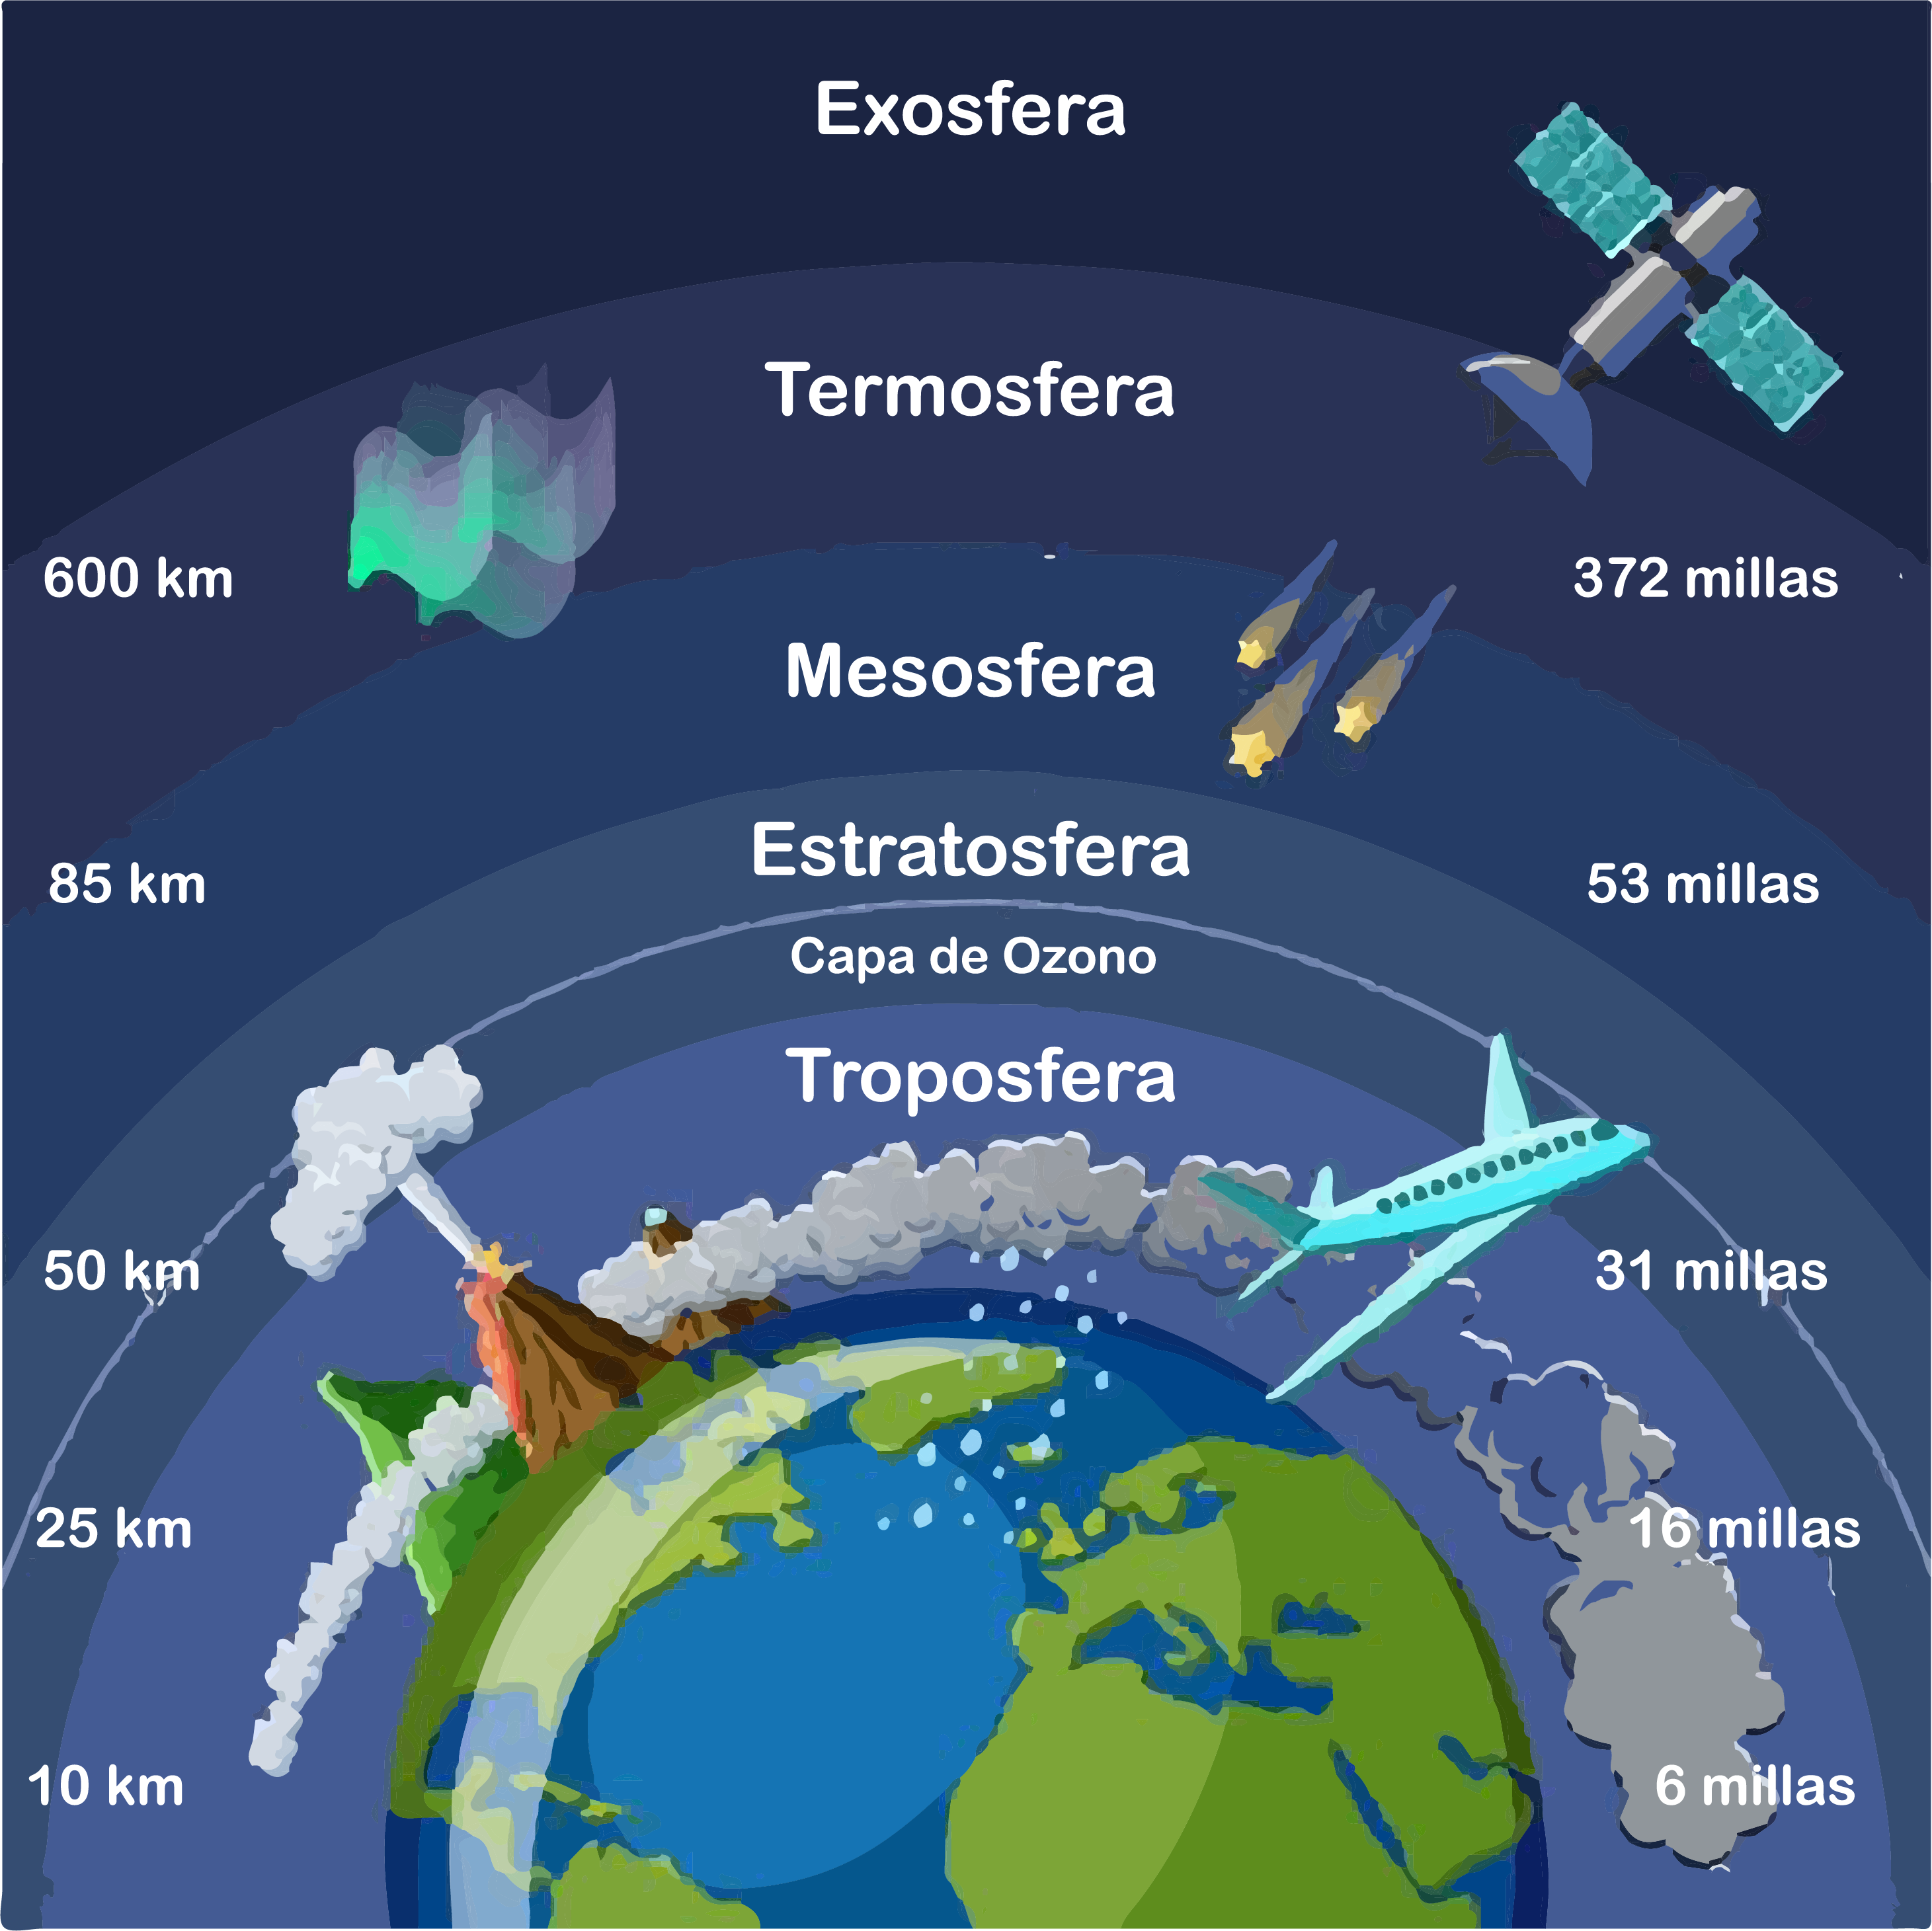 Exosfera
Termosfera
600 km
372 millas
Mesosfera
Estratosfera
85 km
53 millas
Capa de Ozono
Troposfera
50 km
31 millas
25 km
16 millas
10 km
6 millas